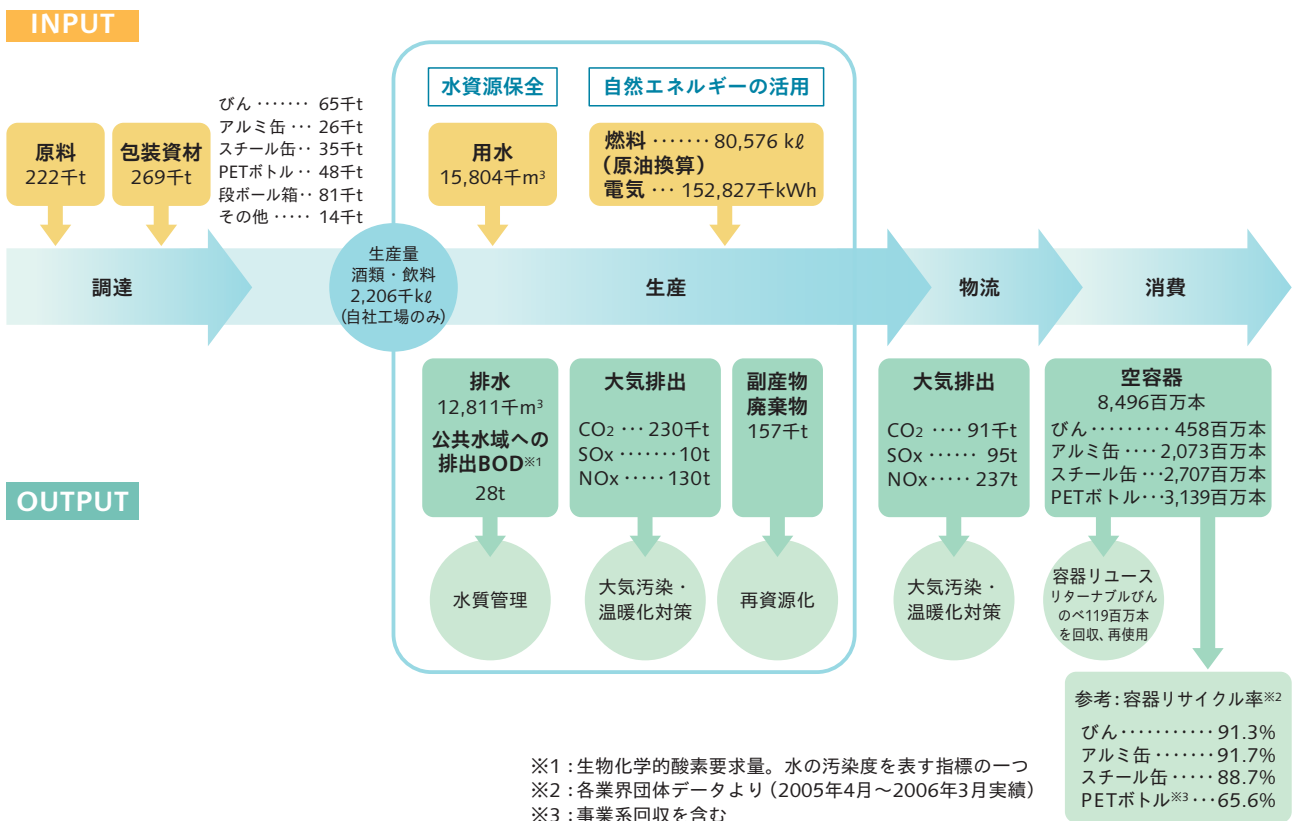 INPUT
原料
222千t
包装資材
269千t
びん ······· 65千t
アルミ缶 ··· 26千t
スチール缶 ·· 35千t
PETボトル ·· 48千t
段ボール箱 ·· 81千t
その他 ····· 14千t
水資源保全
用水
15,804千m³
自然エネルギーの活用
燃料 ······· 80,576 kℓ
(原油換算)
電気 ··· 152,827千kWh
調達
生産量
酒類・飲料
2,206千kℓ
(自社工場のみ)
生産
物流
消費
OUTPUT
排水
12,811千m³
公共水域への
排出BOD※1
28t
水質管理
大気排出
CO₂ ··· 230千t
SOx ······· 10t
NOx ····· 130t
大気汚染・
温暖化対策
副産物
廃棄物
157千t
再資源化
大気排出
CO₂ ···· 91千t
SOx ······ 95t
NOx ····· 237t
大気汚染・
温暖化対策
空容器
8,496百万本
びん ········· 458百万本
アルミ缶 ···· 2,073百万本
スチール缶 ··· 2,707百万本
PETボトル ··· 3,139百万本
容器リユース
リターナブルびん
のべ119百万本
を回収、再使用
参考:容器リサイクル率※2
びん ··········· 91.3%
アルミ缶 ······· 91.7%
スチール缶 ····· 88.7%
PETボトル※3 ··· 65.6%
※1:生物化学的酸素要求量。水の汚染度を表す指標の一つ
※2:各業界団体データより(2005年4月〜2006年3月実績)
※3:事業系回収を含む